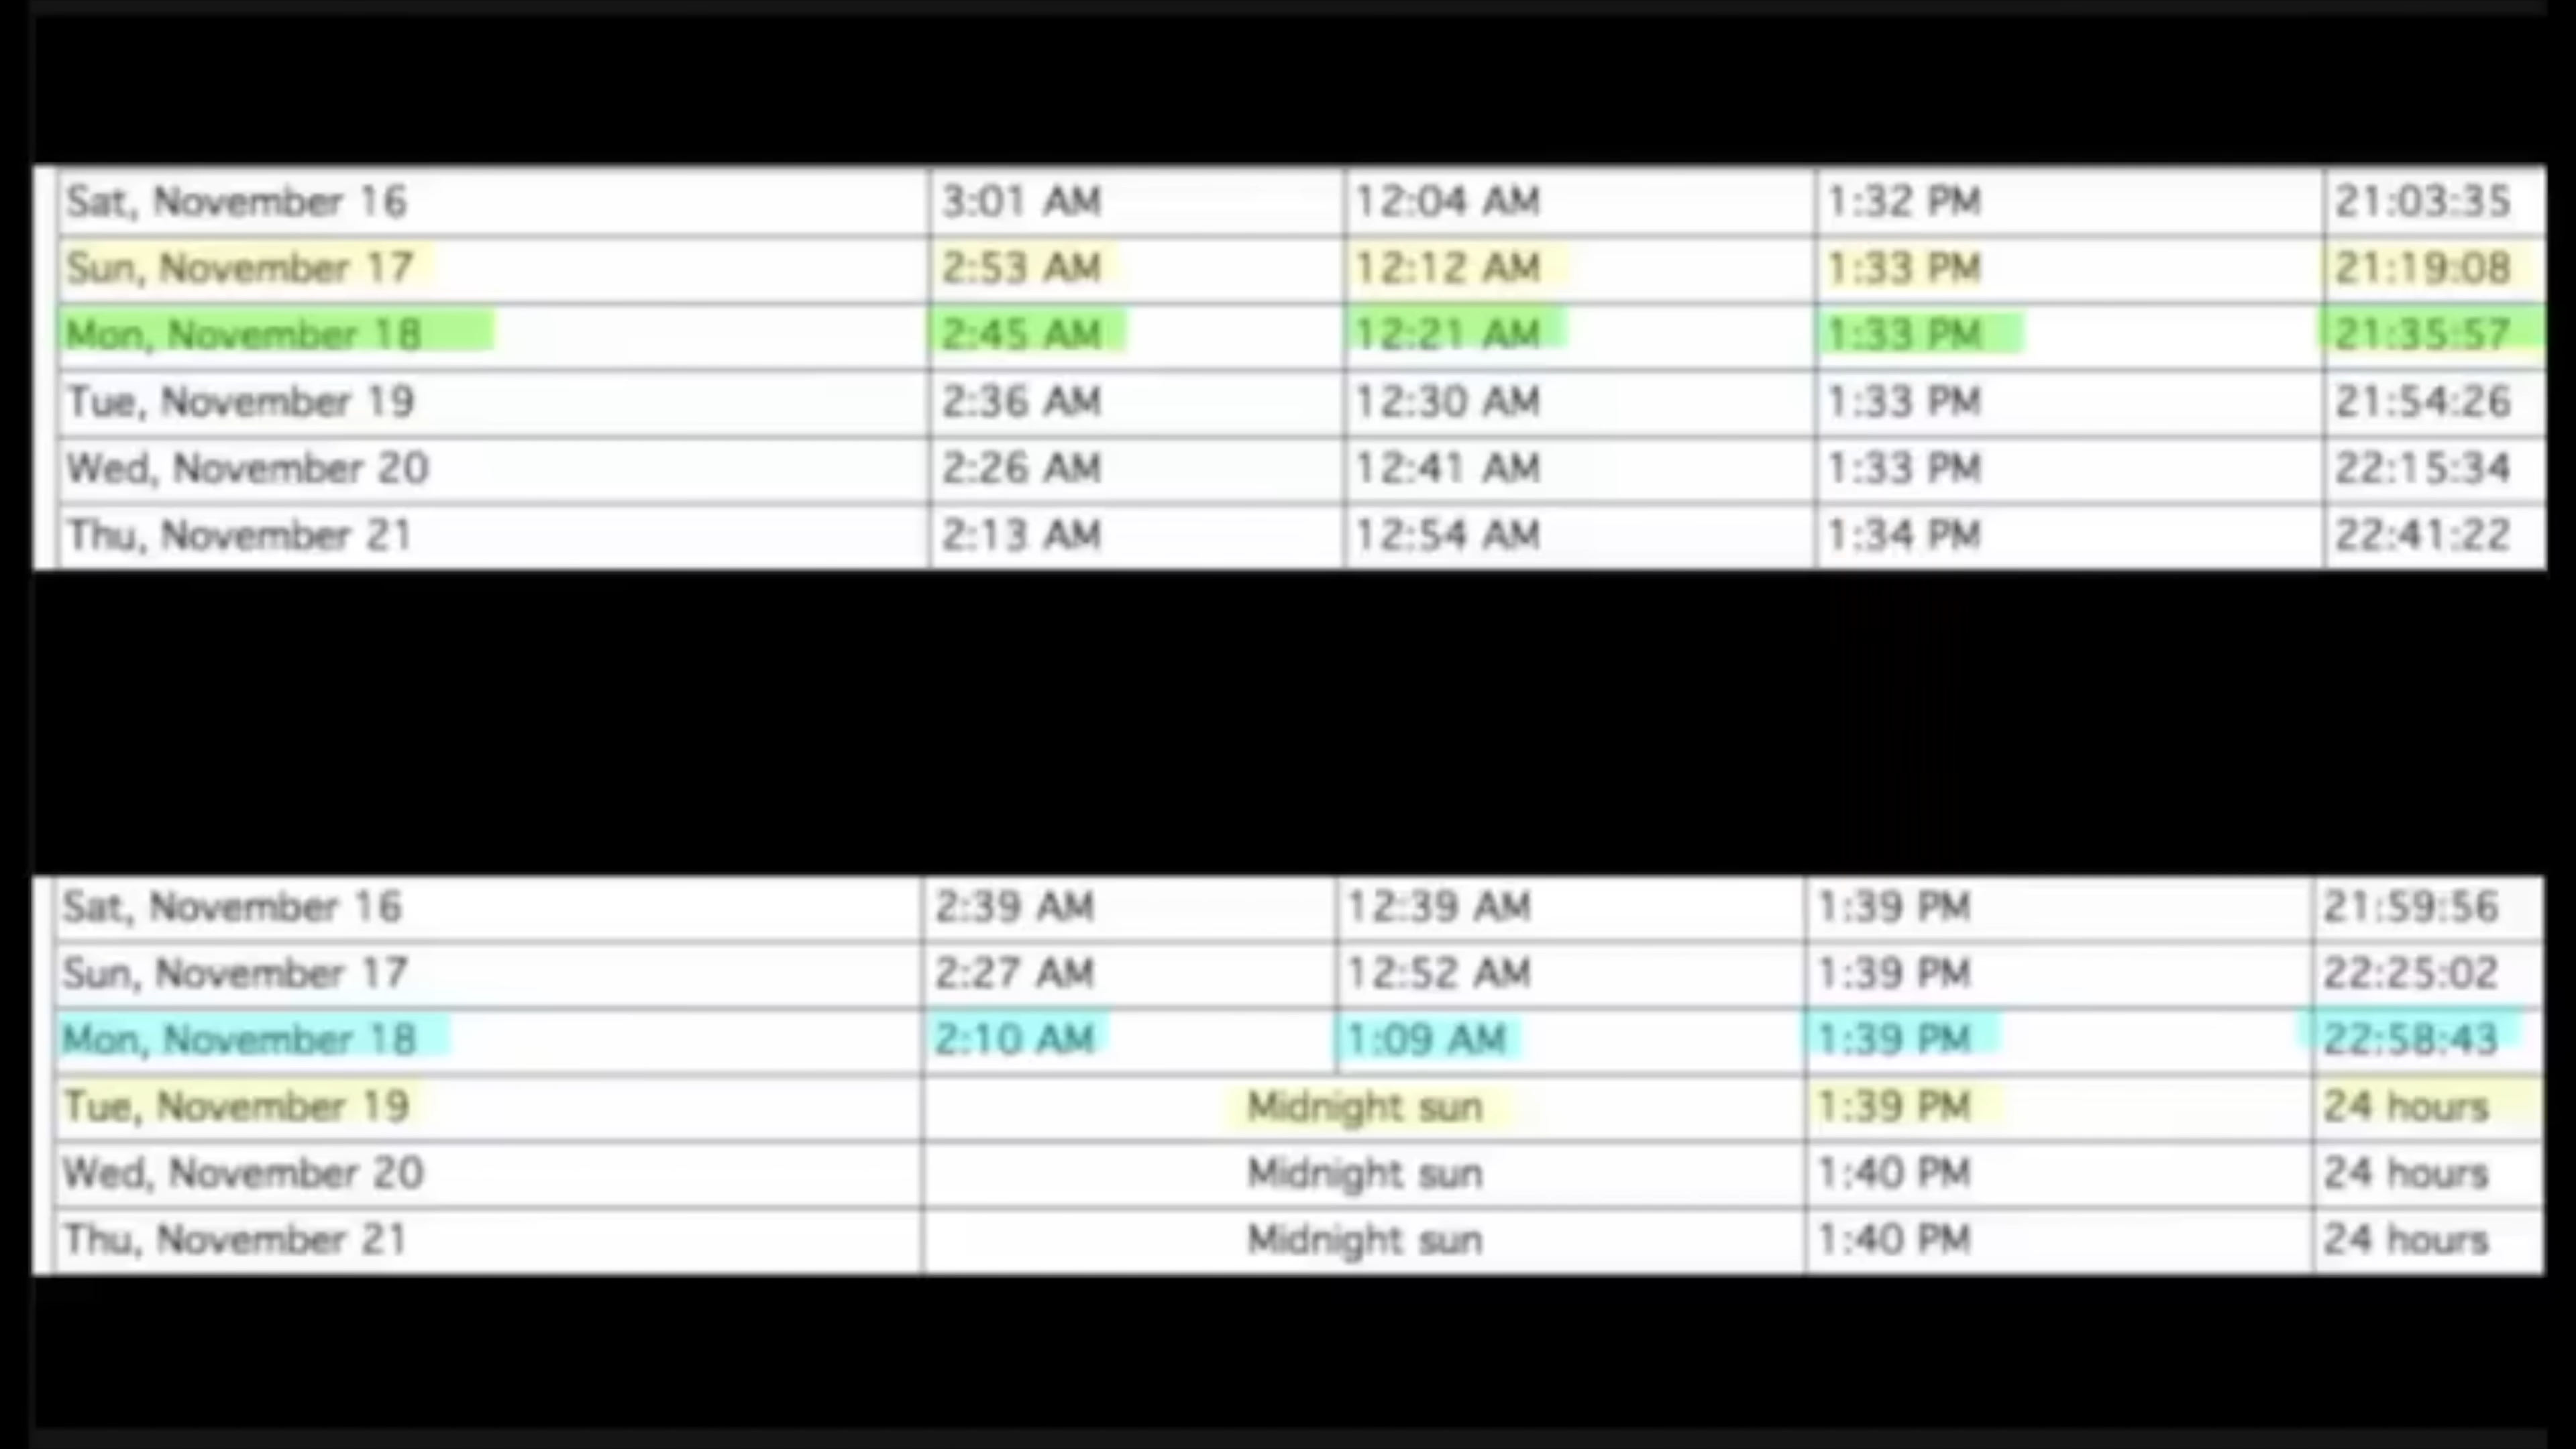 Sat, November 16 3:01 AM 12:04 AM 1:32 PM 21:03:35
Sun, November 17 2:53 AM 12:12 AM 1:33 PM 21:19:08
Mon, November 18 2:45 AM 12:21 AM 1:33 PM 21:35:57
Tue, November 19 2:36 AM 12:30 AM 1:33 PM 21:54:26
Wed, November 20 2:26 AM 12:41 AM 1:33 PM 22:15:34
Thu, November 21 2:13 AM 12:54 AM 1:34 PM 22:41:22
Sat, November 16 2:39 AM 12:39 AM 1:39 PM 21:59:56
Sun, November 17 2:27 AM 12:52 AM 1:39 PM 22:25:02
Mon, November 18 2:10 AM 1:09 AM 1:39 PM 22:58:43
Tue, November 19 Midnight sun 1:39 PM 24 hours
Wed, November 20 Midnight sun 1:40 PM 24 hours
Thu, November 21 Midnight sun 1:40 PM 24 hours